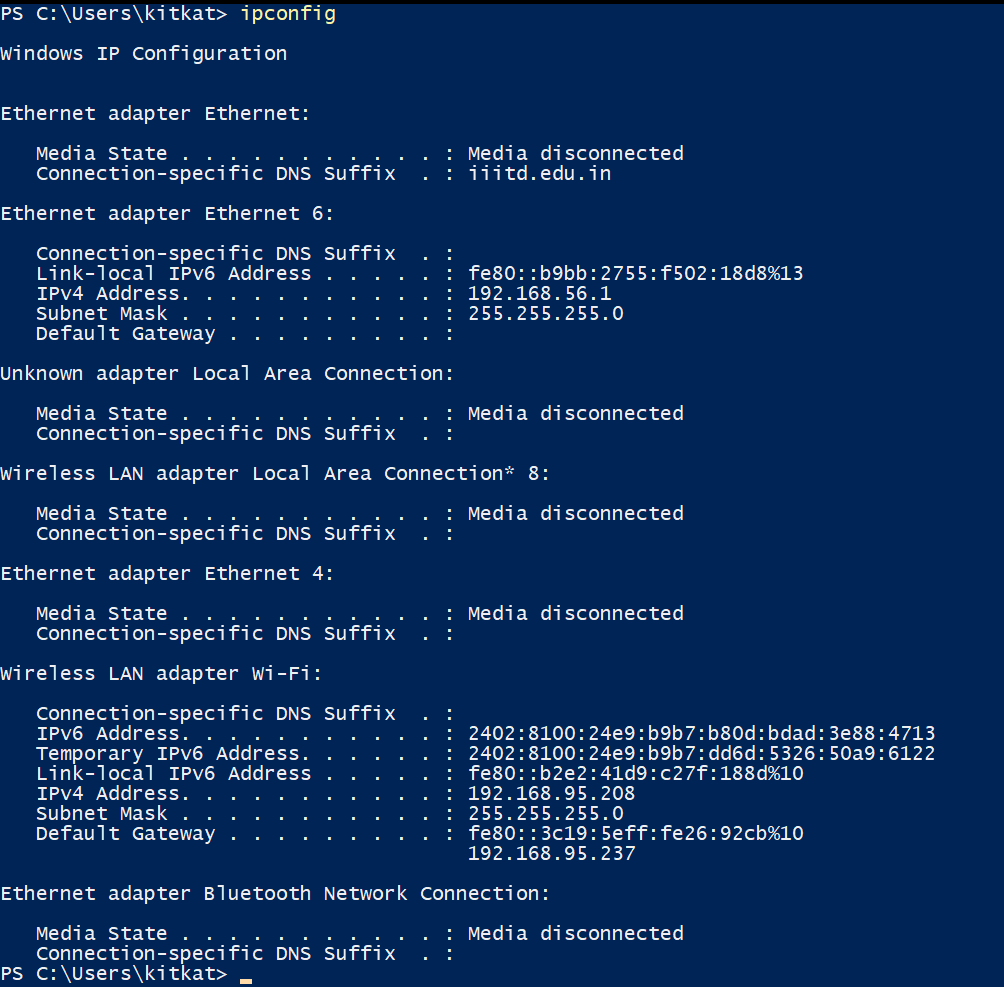 PS C:\Users\kitkat> ipconfig
Windows IP Configuration
Ethernet adapter Ethernet:
   Media State . . . . . . . . . . . : Media disconnected
   Connection-specific DNS Suffix  . : iiitd.edu.in
Ethernet adapter Ethernet 6:
   Connection-specific DNS Suffix  . :
   Link-local IPv6 Address . . . . . : fe80::b9bb:2755:f502:18d8%13
   IPv4 Address. . . . . . . . . . . : 192.168.56.1
   Subnet Mask . . . . . . . . . . . : 255.255.255.0
   Default Gateway . . . . . . . . . :
Unknown adapter Local Area Connection:
   Media State . . . . . . . . . . . : Media disconnected
   Connection-specific DNS Suffix  . :
Wireless LAN adapter Local Area Connection* 8:
   Media State . . . . . . . . . . . : Media disconnected
   Connection-specific DNS Suffix  . :
Ethernet adapter Ethernet 4:
   Media State . . . . . . . . . . . : Media disconnected
   Connection-specific DNS Suffix  . :
Wireless LAN adapter Wi-Fi:
   Connection-specific DNS Suffix  . :
   IPv6 Address. . . . . . . . . . . : 2402:8100:24e9:b9b7:b80d:bdad:3e88:4713
   Temporary IPv6 Address. . . . . . : 2402:8100:24e9:b9b7:dd6d:5326:50a9:6122
   Link-local IPv6 Address . . . . . : fe80::b2e2:41d9:c27f:188d%10
   IPv4 Address. . . . . . . . . . . : 192.168.95.208
   Subnet Mask . . . . . . . . . . . : 255.255.255.0
   Default Gateway . . . . . . . . . : fe80::3c19:5eff:fe26:92cb%10
                                       192.168.95.237
Ethernet adapter Bluetooth Network Connection:
   Media State . . . . . . . . . . . : Media disconnected
   Connection-specific DNS Suffix  . :
PS C:\Users\kitkat>